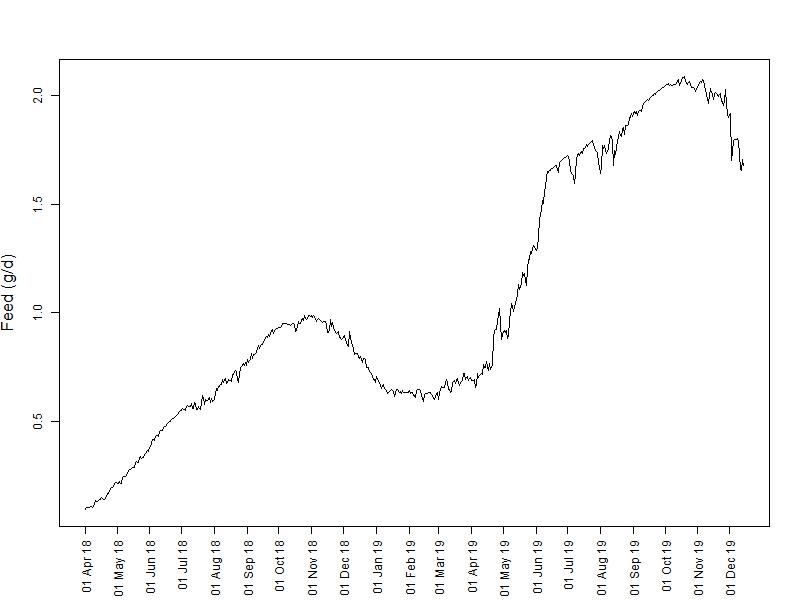 Feed (g/d)
2.0
1.5
1.0
0.5
01 Apr 18
01 May 18
01 Jun 18
01 Jul 18
01 Aug 18
01 Sep 18
01 Oct 18
01 Nov 18
01 Dec 18
01 Jan 19
01 Feb 19
01 Mar 19
01 Apr 19
01 May 19
01 Jun 19
01 Jul 19
01 Aug 19
01 Sep 19
01 Oct 19
01 Nov 19
01 Dec 19